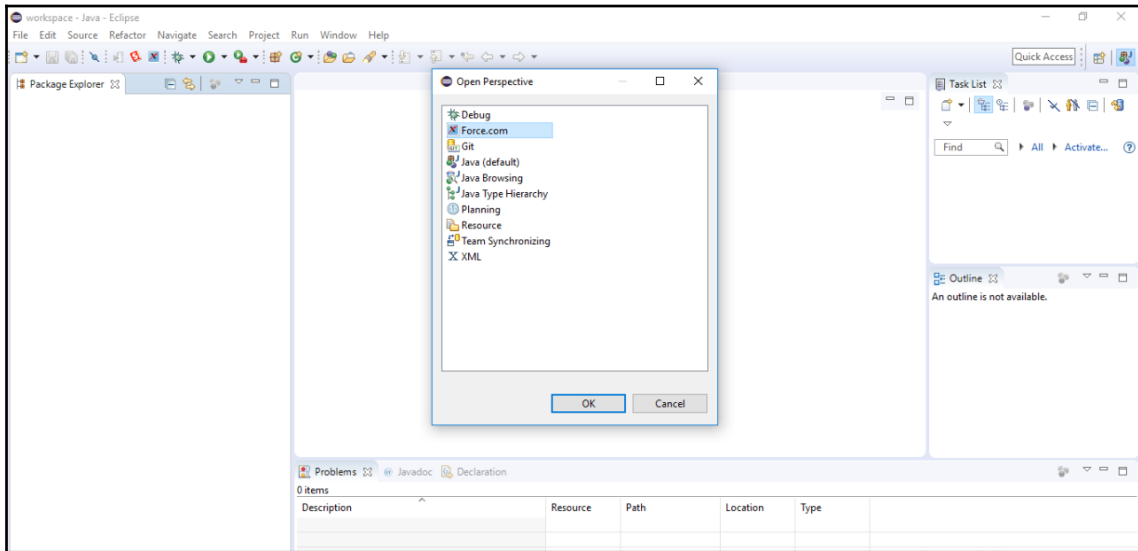 workspace - Java - Eclipse
File Edit Source Refactor Navigate Search Project Run Window Help
Quick Access
Package Explorer
Open Perspective
Debug
Force.com
Git
Java (default)
Java Browsing
Java Type Hierarchy
Planning
Resource
Team Synchronizing
XML
OK Cancel
Task List
Find All Activate...
Outline
An outline is not available.
Problems Javadoc Declaration
0 items
Description Resource Path Location Type